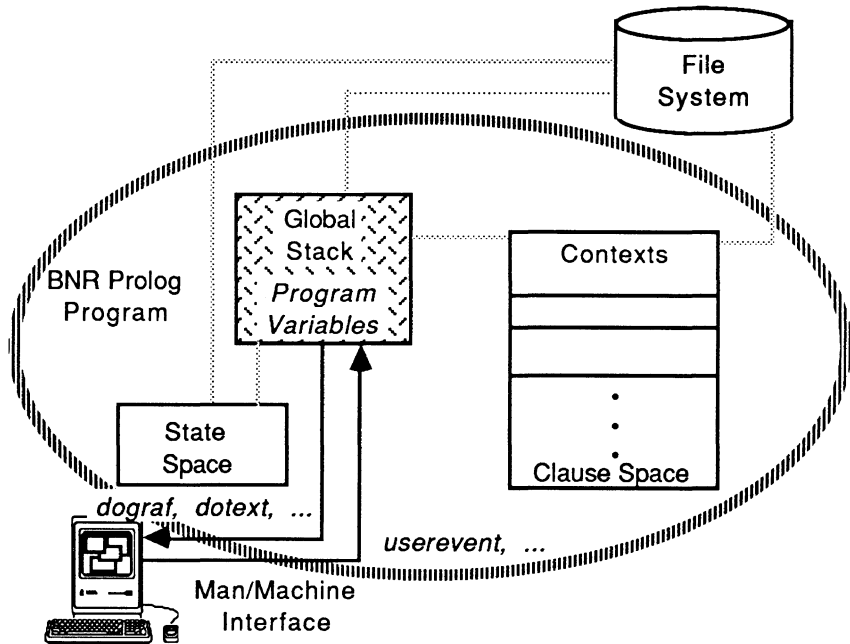 File
System
Global
Stack
Program
Variables
Contexts
BNR Prolog
Program
State
Space
Clause Space
dograf, dotext, ...
userevent, ...
Man/Machine
Interface